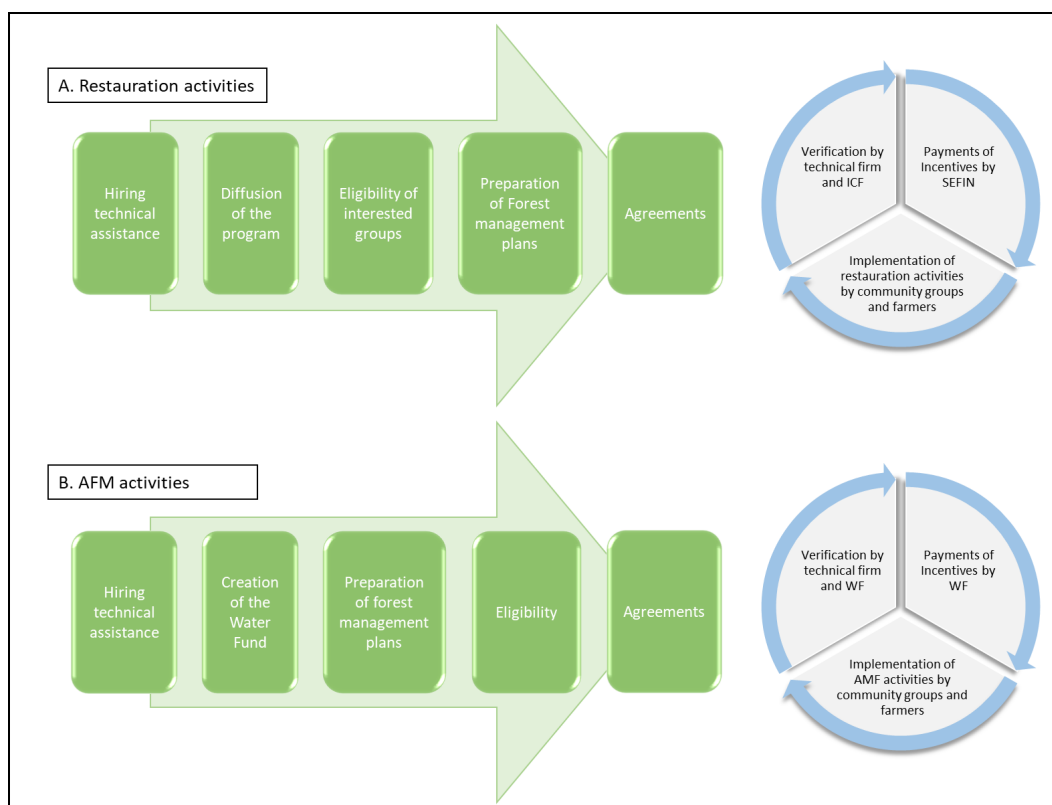 A. Restauration activities
Hiring
technical
assistance
Diffusion
of the
program
Eligibility of
interested
groups
Preparation
of Forest
management
plans
Agreements
Verification by
technical firm
and ICF
Payments of
Incentives by
SEFIN
Implementation of
restauration activities
by community groups
and farmers
B. AFM activities
Hiring
technical
assistance
Creation
of the
Water
Fund
Preparation
of forest
management
plans
Eligibility
Agreements
Verification by
technical firm
and WF
Payments of
Incentives by
WF
Implementation of
AMF activities by
community groups and
farmers